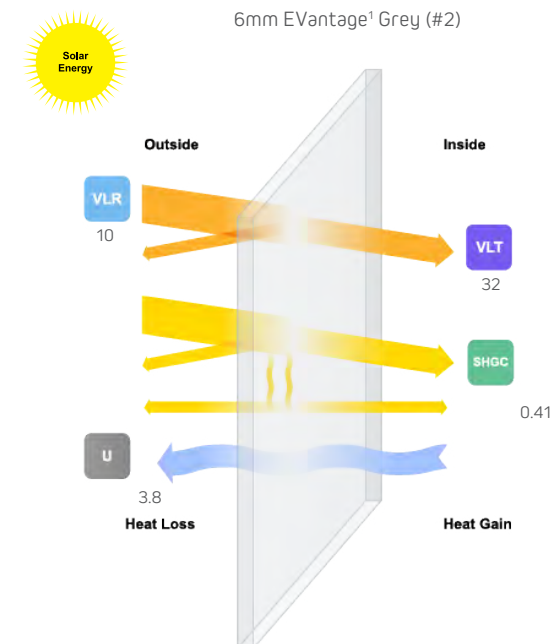 6mm EVantage¹ Grey (#2)
Solar
Energy
Outside
Inside
VLR
10
VLT
32
SHGC
0.41
U
3.8
Heat Loss
Heat Gain